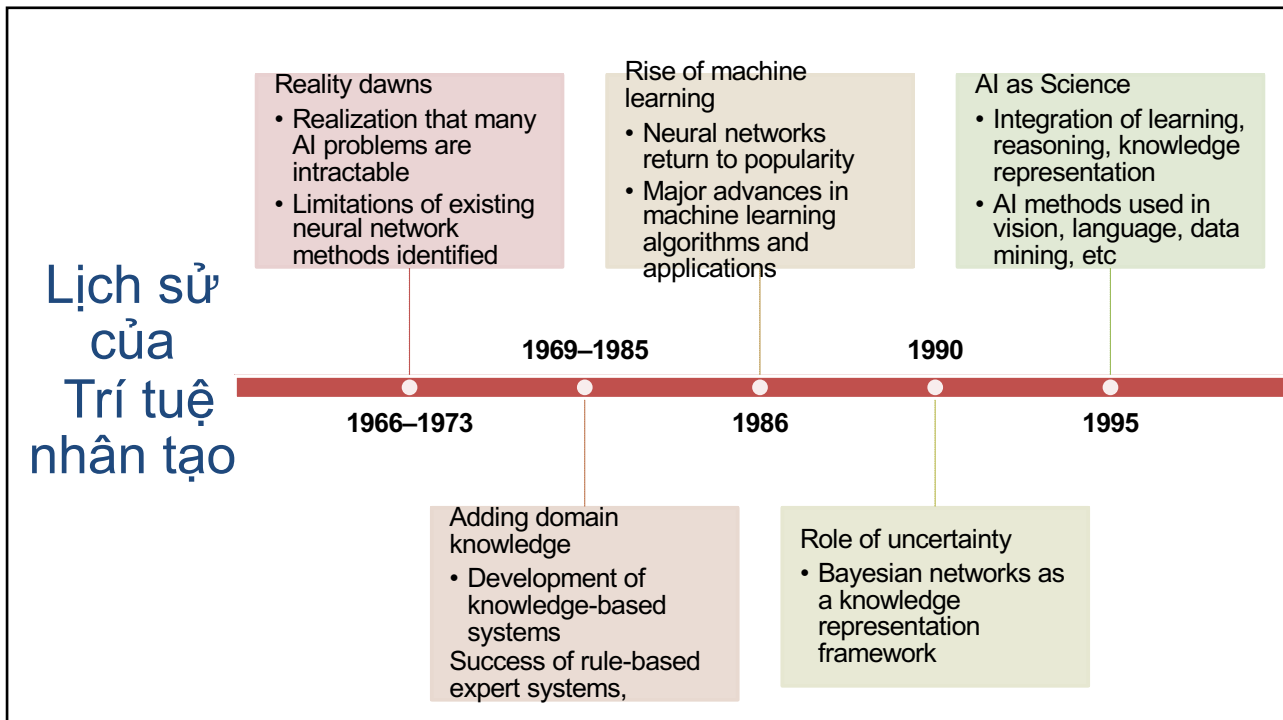 Lịch sử
của
Trí tuệ
nhân tạo
Reality dawns
• Realization that many
AI problems are
intractable
• Limitations of existing
neural network
methods identified
Rise of machine
learning
• Neural networks
return to popularity
• Major advances in
machine learning
algorithms and
applications
AI as Science
• Integration of learning,
reasoning, knowledge
representation
• AI methods used in
vision, language, data
mining, etc
1969–1985
1990
1966–1973
1986
1995
Adding domain
knowledge
• Development of
knowledge-based
systems
Success of rule-based
expert systems,
Role of uncertainty
• Bayesian networks as
a knowledge
representation
framework